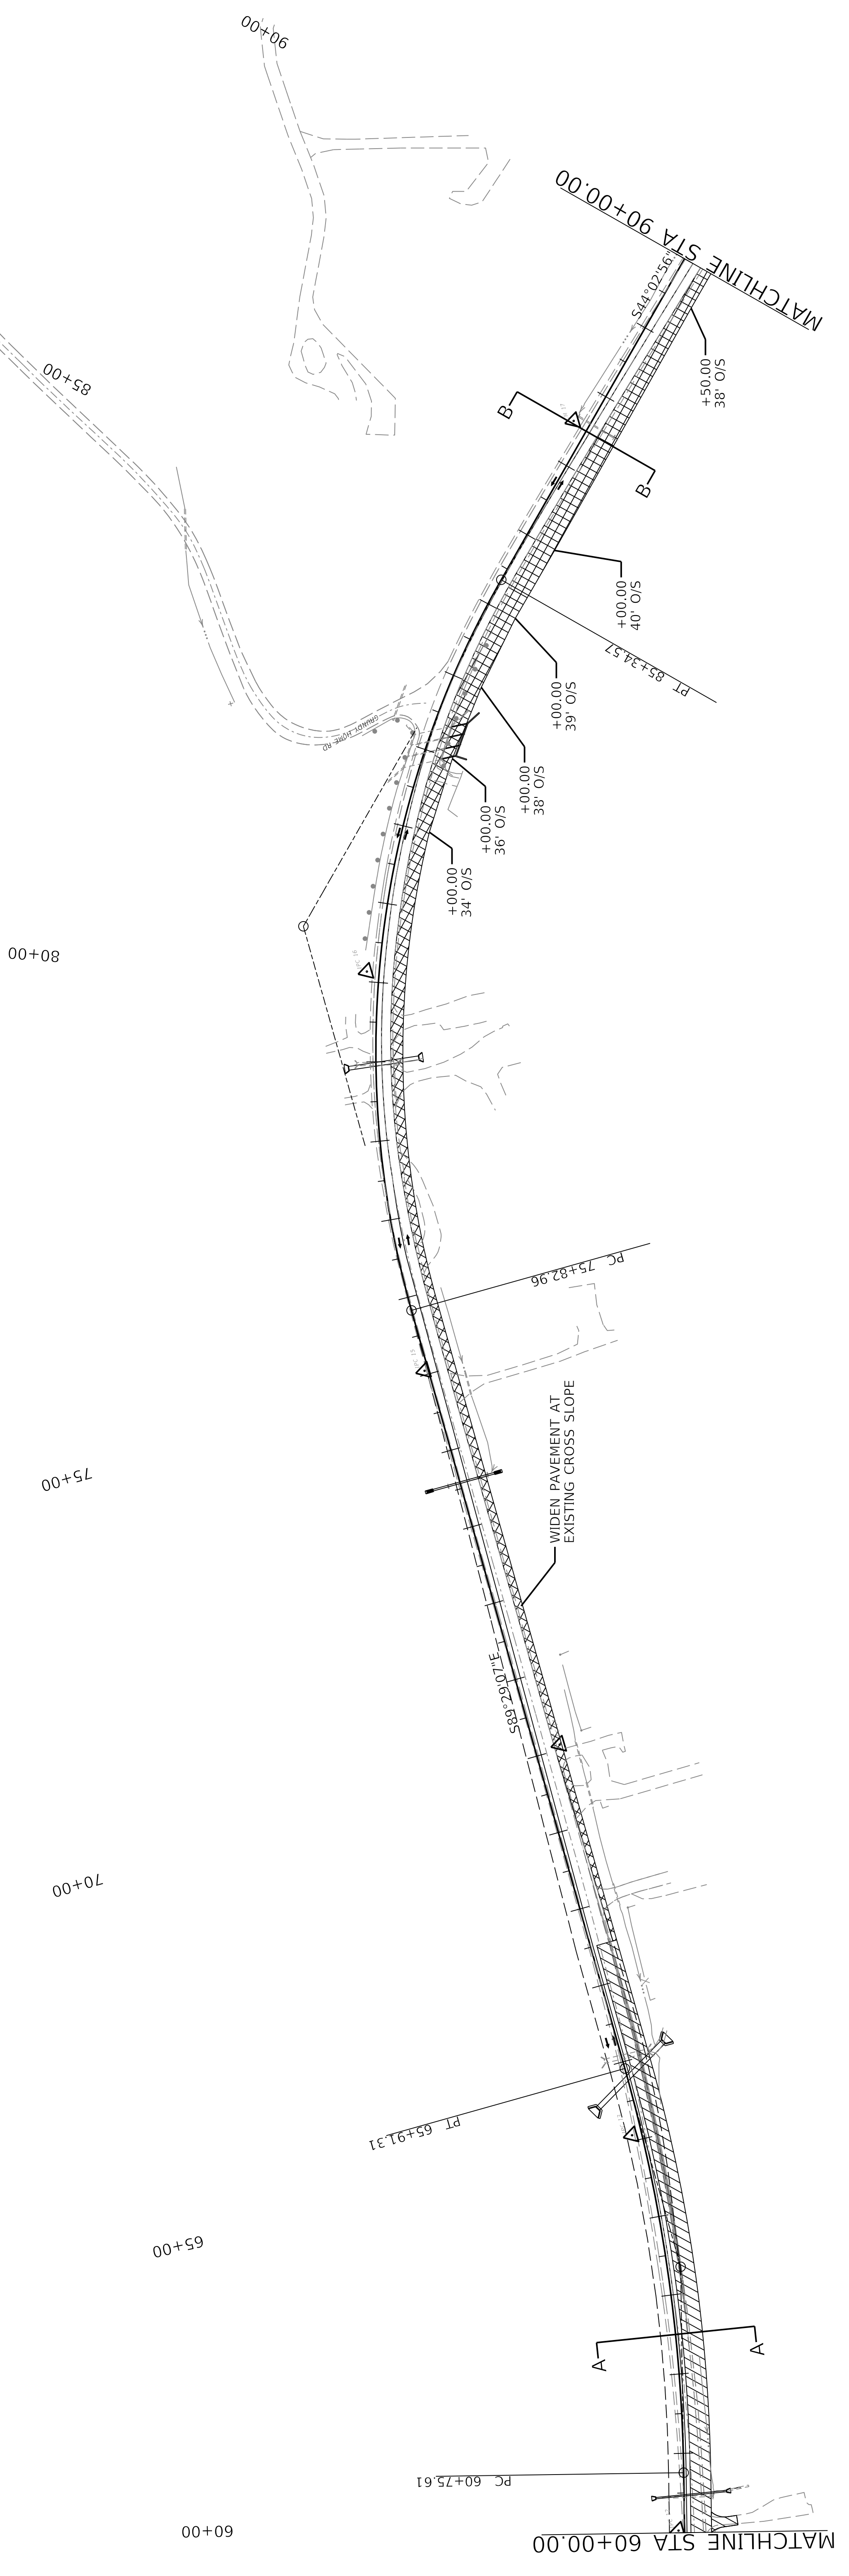 90+00
MATCHLINE STA 90+00.00
S44°02'56"
85+00
+50.00
38' O/S
B
B
+00.00
40' O/S
PT 85+34.57
+00.00
39' O/S
GRUNDY HOME RD
+00.00
38' O/S
+00.00
36' O/S
+00.00
34' O/S
80+00
PC 75+82.96
WIDEN PAVEMENT AT
EXISTING CROSS SLOPE
75+00
S89°29'07"E
70+00
PT 65+91.31
65+00
A
A
PC 60+75.61
60+00
MATCHLINE STA 60+00.00